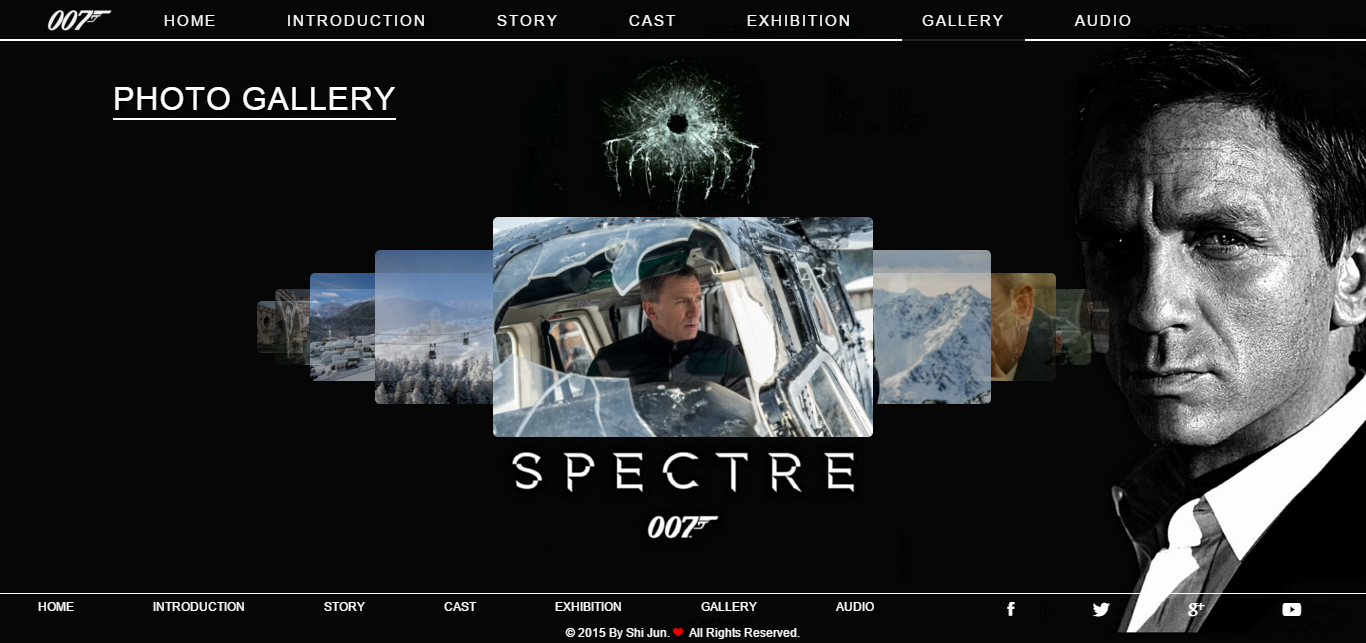 007 HOME INTRODUCTION STORY CAST EXHIBITION GALLERY AUDIO
PHOTO GALLERY
SPECTRE
007
HOME INTRODUCTION STORY CAST EXHIBITION GALLERY AUDIO f g+
© 2015 By Shi Jun. ❤ All Rights Reserved.